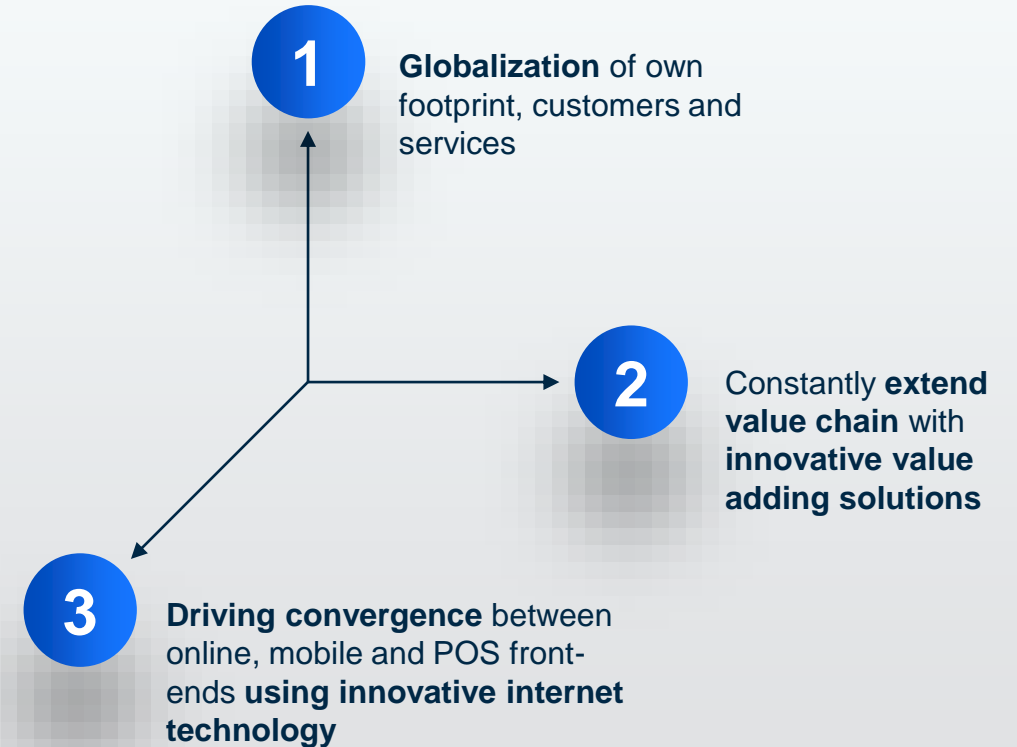 1
Globalization of own
footprint, customers and
services
2
Constantly extend
value chain with
innovative value
adding solutions
3
Driving convergence between
online, mobile and POS front-
ends using innovative internet
technology